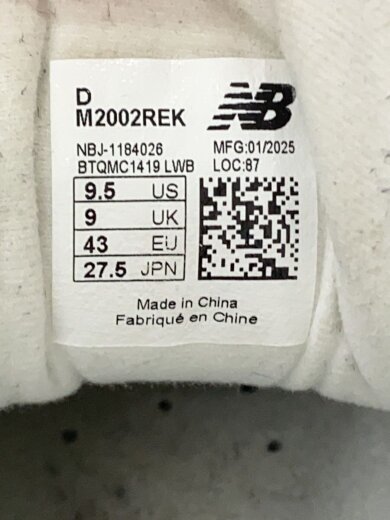 D
M2002REK
NB
NBJ-1184026 MFG:01/2025
BTQMC1419 LWB LOC:87
9.5 US
9 UK
43 EU
27.5 JPN
Made in China
Fabriqué en Chine